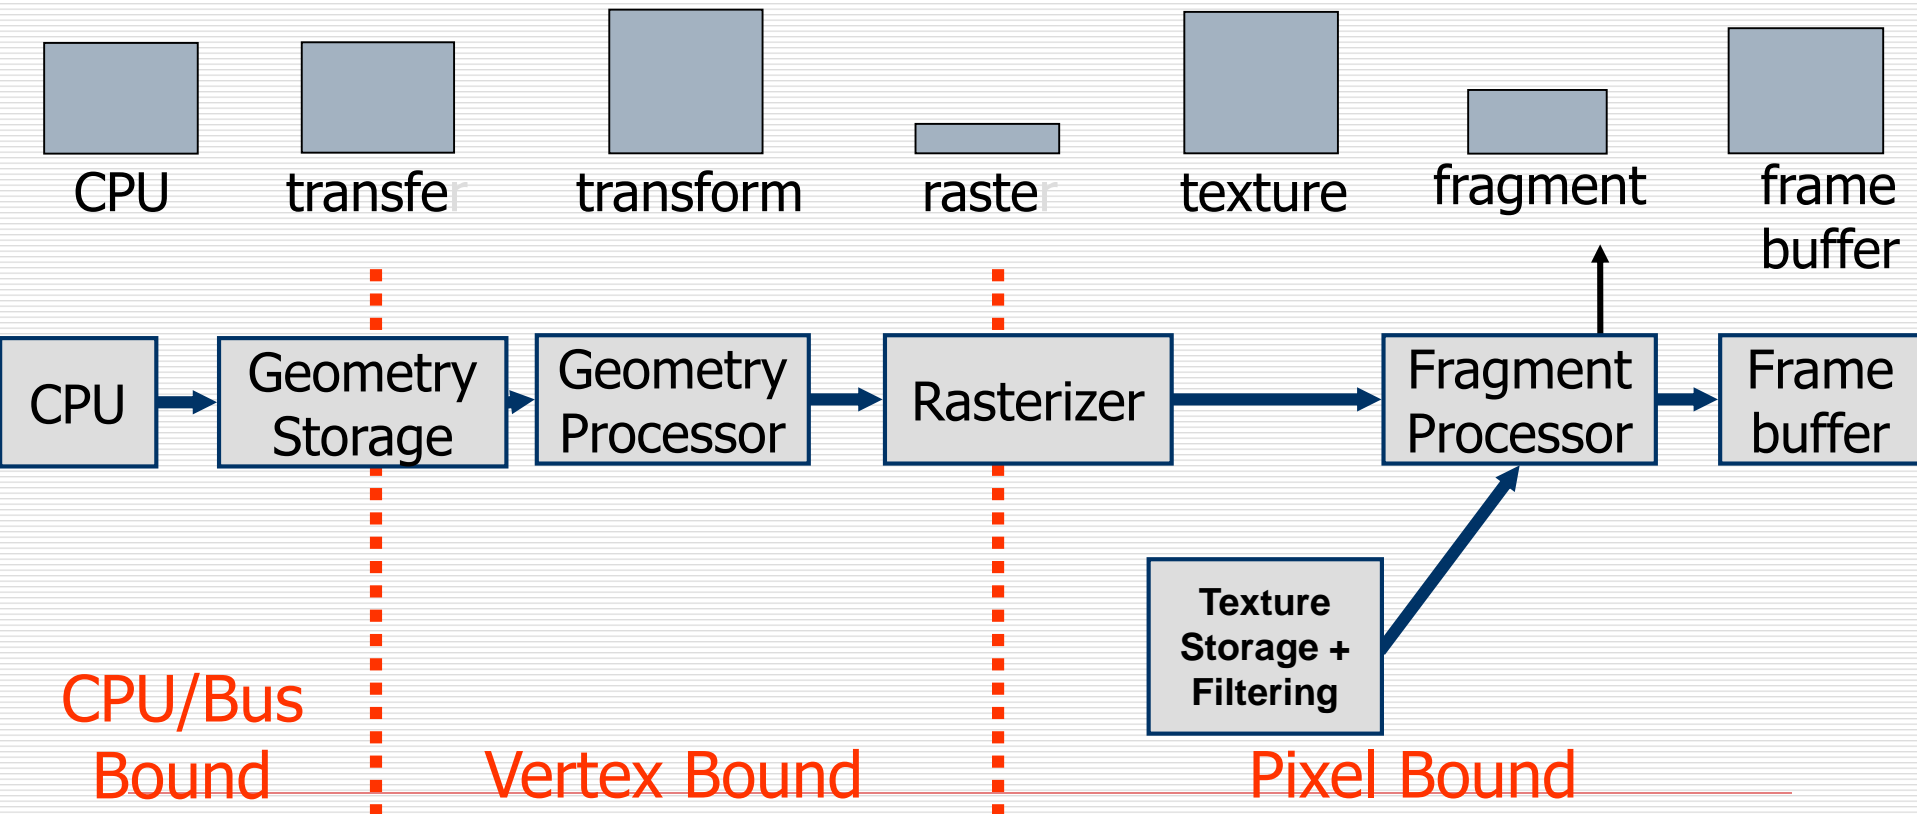 CPU
transfer
transform
raster
texture
fragment
frame
buffer
CPU
Geometry
Storage
Geometry
Processor
Rasterizer
Fragment
Processor
Frame
buffer
Texture
Storage +
Filtering
CPU/Bus
Bound
Vertex Bound
Pixel Bound